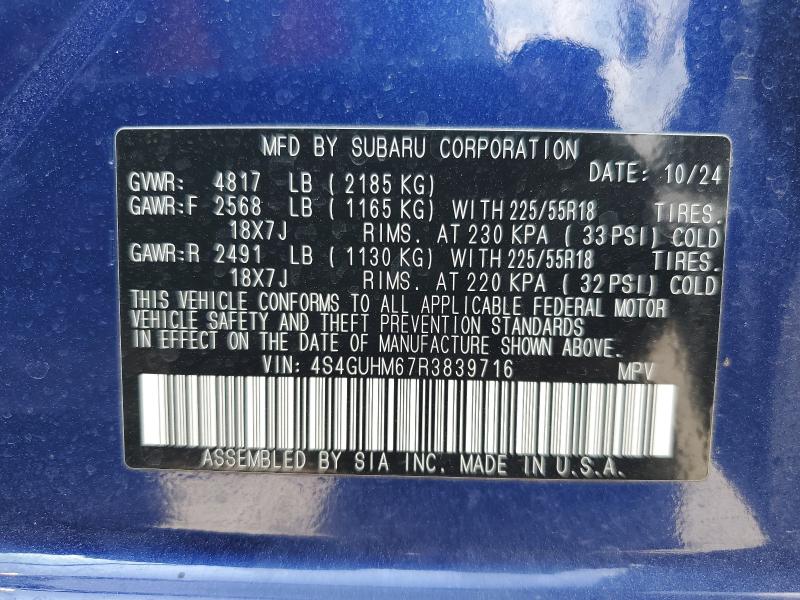 MFD BY SUBARU CORPORATION
DATE: 10/24
GVWR: 4817 LB ( 2185 KG)
GAWR:F 2568 LB ( 1165 KG) WITH 225/55R18 TIRES.
18X7J RIMS. AT 230 KPA ( 33 PSI) COLD
GAWR:R 2491 LB ( 1130 KG) WITH 225/55R18 TIRES.
18X7J RIMS. AT 220 KPA ( 32 PSI) COLD
THIS VEHICLE CONFORMS TO ALL APPLICABLE FEDERAL MOTOR
VEHICLE SAFETY AND THEFT PREVENTION STANDARDS
IN EFFECT ON THE DATE OF MANUFACTURE SHOWN ABOVE.
VIN: 4S4GUHM67R3839716 MPV
ASSEMBLED BY SIA INC. MADE IN U.S.A.